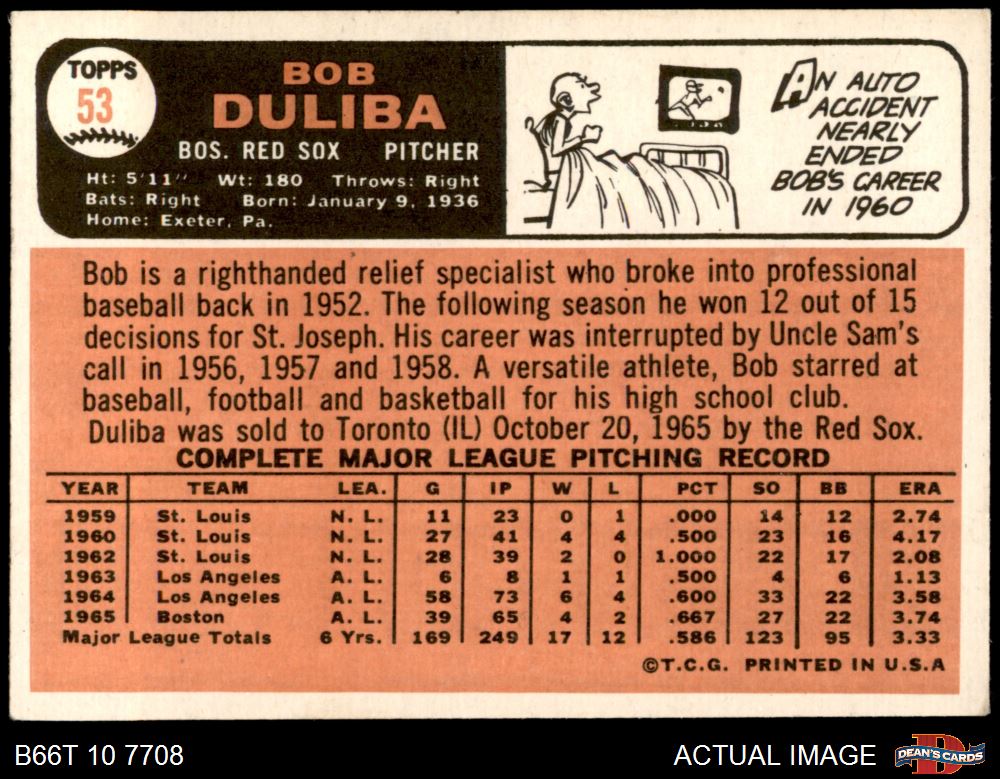 TOPPS
53
BOB
DULIBA
BOS. RED SOX PITCHER
Ht: 5'11" Wt: 180 Throws: Right
Bats: Right Born: January 9, 1936
Home: Exeter, Pa.
AN AUTO
ACCIDENT
NEARLY
ENDED
BOB'S CAREER
IN 1960
Bob is a righthanded relief specialist who broke into professional
baseball back in 1952. The following season he won 12 out of 15
decisions for St. Joseph. His career was interrupted by Uncle Sam's
call in 1956, 1957 and 1958. A versatile athlete, Bob starred at
baseball, football and basketball for his high school club.
Duliba was sold to Toronto (IL) October 20, 1965 by the Red Sox.
COMPLETE MAJOR LEAGUE PITCHING RECORD
YEAR TEAM LEA. G IP W L PCT SO BB ERA
1959 St. Louis N. L. 11 23 0 1 .000 14 12 2.74
1960 St. Louis N. L. 27 41 4 4 .500 23 16 4.17
1962 St. Louis N. L. 28 39 2 0 1.000 22 17 2.08
1963 Los Angeles A. L. 6 8 1 1 .500 4 6 1.13
1964 Los Angeles A. L. 58 73 6 4 .600 33 22 3.58
1965 Boston A. L. 39 65 4 2 .667 27 22 3.74
Major League Totals 6 Yrs. 169 249 17 12 .586 123 95 3.33
©T.C.G. PRINTED IN U.S.A
B66T 10 7708
ACTUAL IMAGE
DEAN'S CARDS